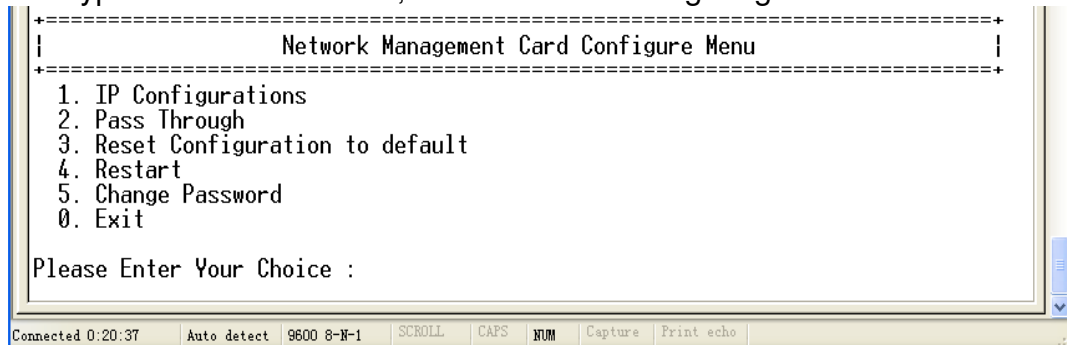 +==========================================================================+
| Network Management Card Configure Menu |
+==========================================================================+
1. IP Configurations
2. Pass Through
3. Reset Configuration to default
4. Restart
5. Change Password
0. Exit
Please Enter Your Choice :
Connected 0:20:37 Auto detect 9600 8-N-1 SCROLL CAPS NUM Capture Print echo